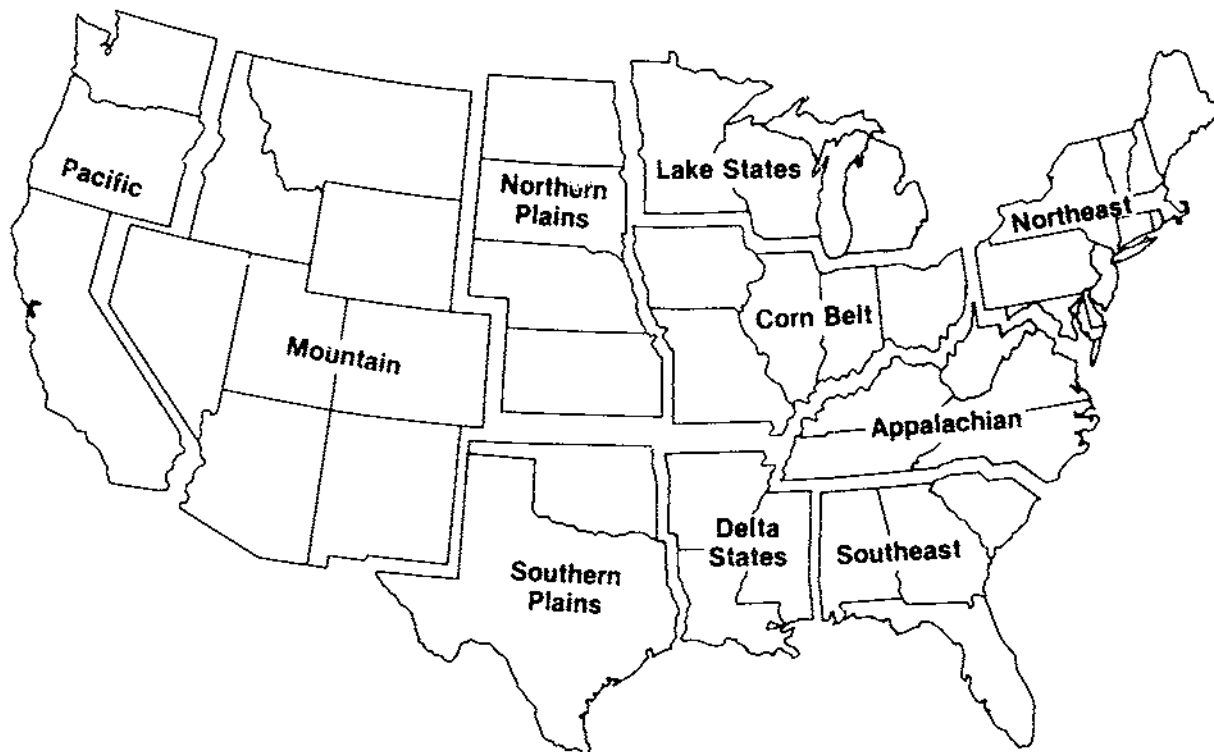 Pacific
Northern
Plains
Lake States
Northeast
Mountain
Corn Belt
Appalachian
Southern
Plains
Delta
States
Southeast